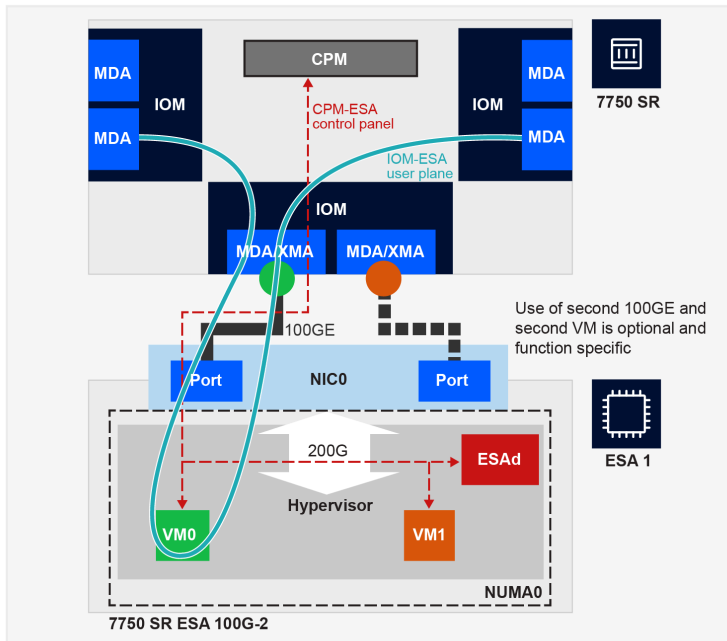 MDA
IOM
MDA
CPM
CPM-ESA
control panel
IOM
MDA
MDA
7750 SR
IOM-ESA
user plane
IOM
MDA/XMA
MDA/XMA
100GE
Use of second 100GE and
second VM is optional and
function specific
Port
NIC0
Port
200G
ESAd
ESA 1
Hypervisor
VM0
VM1
NUMA0
7750 SR ESA 100G-2